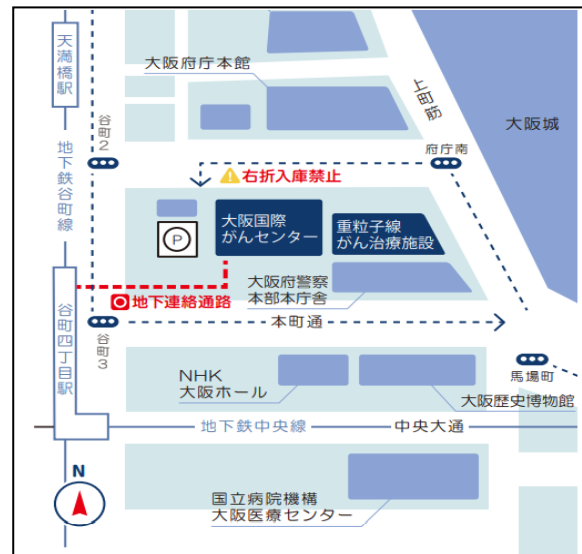 天満橋駅
大阪府庁本館
上町筋
大阪城
谷町2
府庁南
地下鉄谷町線
右折入庫禁止
P
大阪国際
がんセンター
重粒子線
がん治療施設
大阪府警察
本部本庁舎
地下連絡通路
本町通
谷町3
谷町四丁目駅
馬場町
NHK
大阪ホール
大阪歴史博物館
地下鉄中央線
中央大通
N
国立病院機構
大阪医療センター